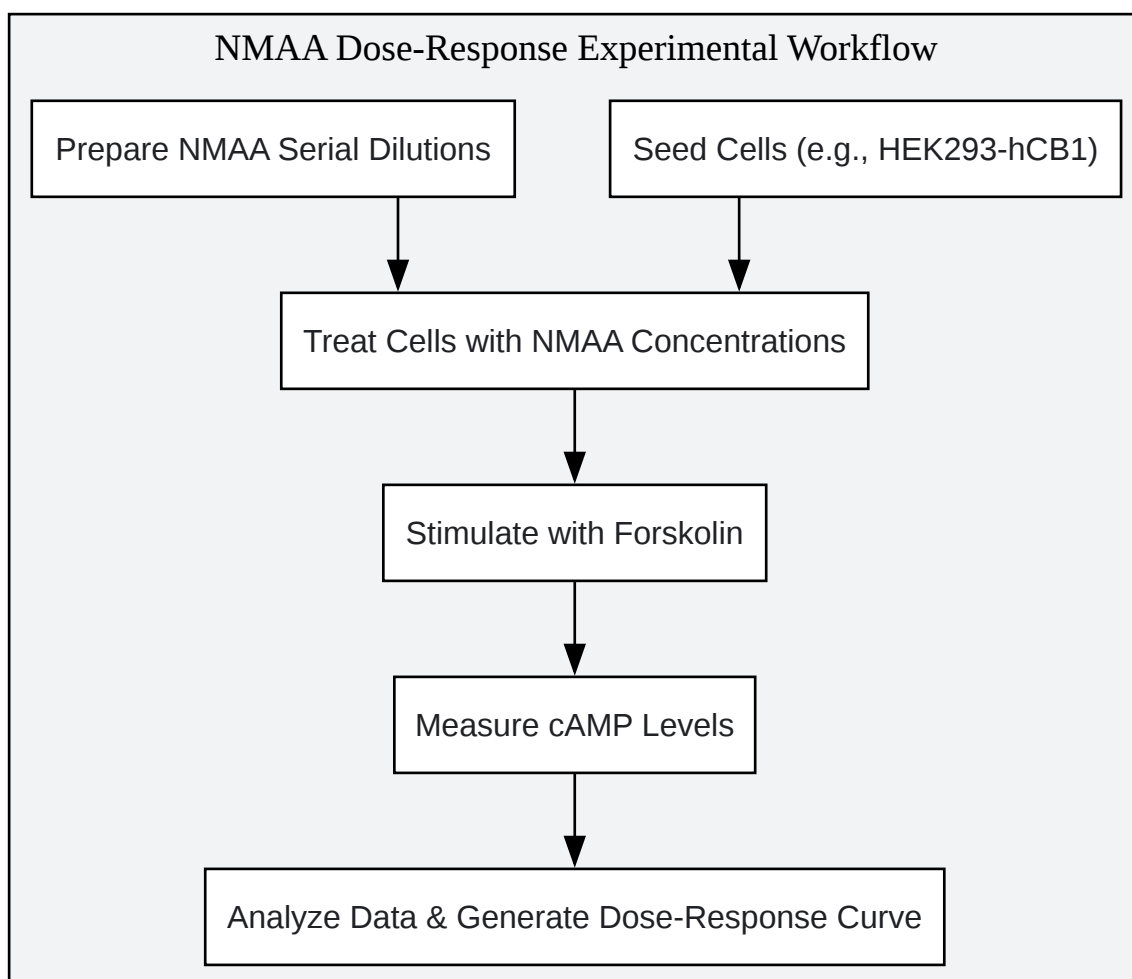 NMAA Dose-Response Experimental Workflow
Prepare NMAA Serial Dilutions
Seed Cells (e.g., HEK293-hCB1)
Treat Cells with NMAA Concentrations
Stimulate with Forskolin
Measure cAMP Levels
Analyze Data & Generate Dose-Response Curve